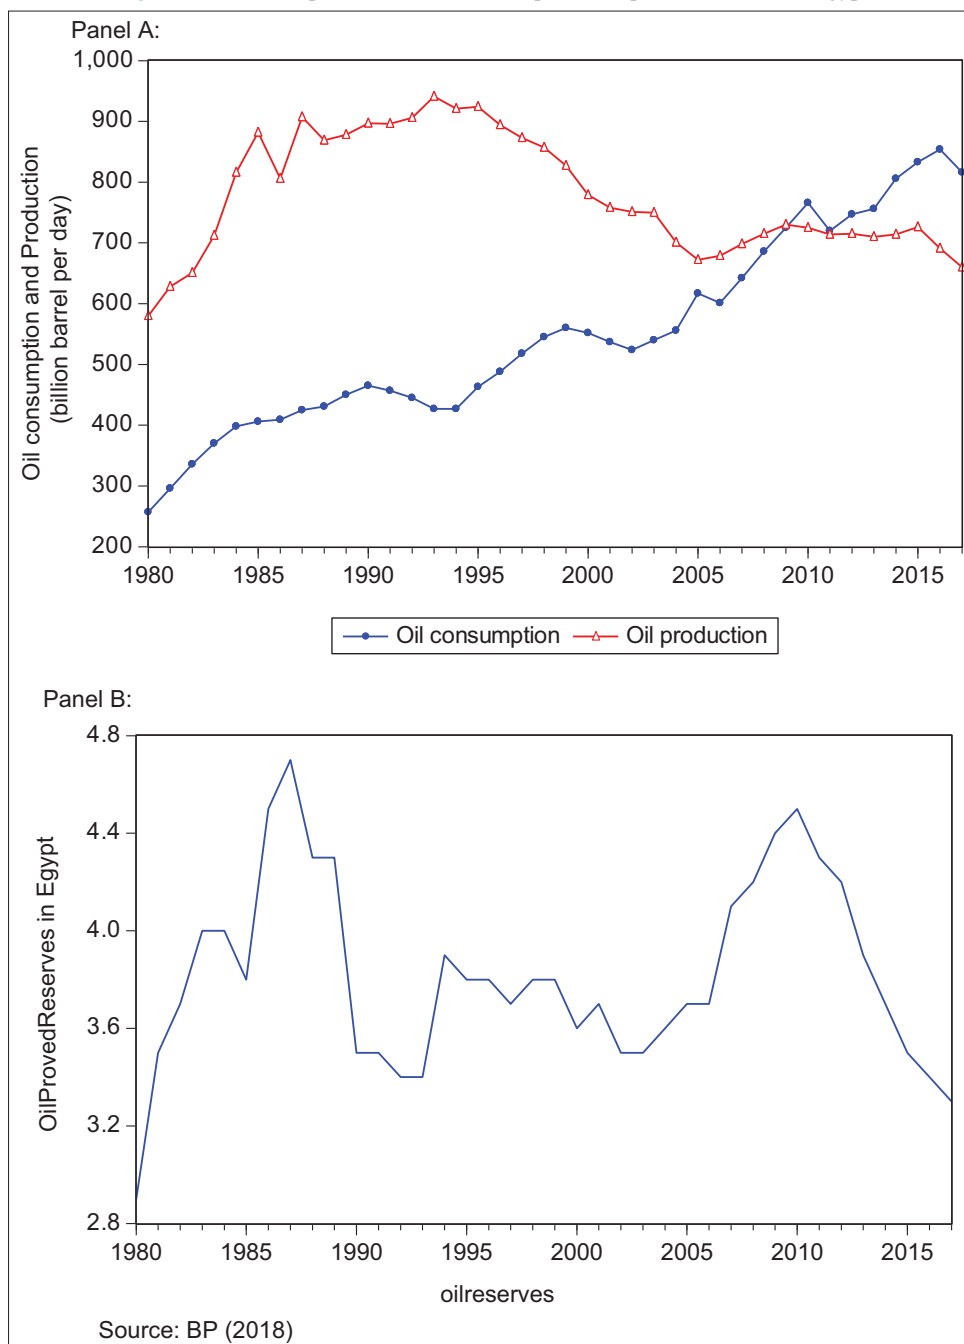 Panel A:
1,000
900
800
700
600
500
400
300
200
Oil consumption and Production
(billion barrel per day)
1980 1985 1990 1995 2000 2005 2010 2015
Oil consumption Oil production
Panel B:
4.8
4.4
4.0
3.6
3.2
2.8
OilProvedReserves in Egypt
1980 1985 1990 1995 2000 2005 2010 2015
oilreserves
Source: BP (2018)